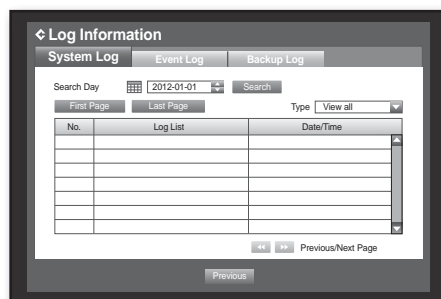 Log Information
System Log Event Log Backup Log
Search Day 2012-01-01 Search
First Page Last Page Type View all
No. Log List Date/Time
Previous/Next Page
Previous